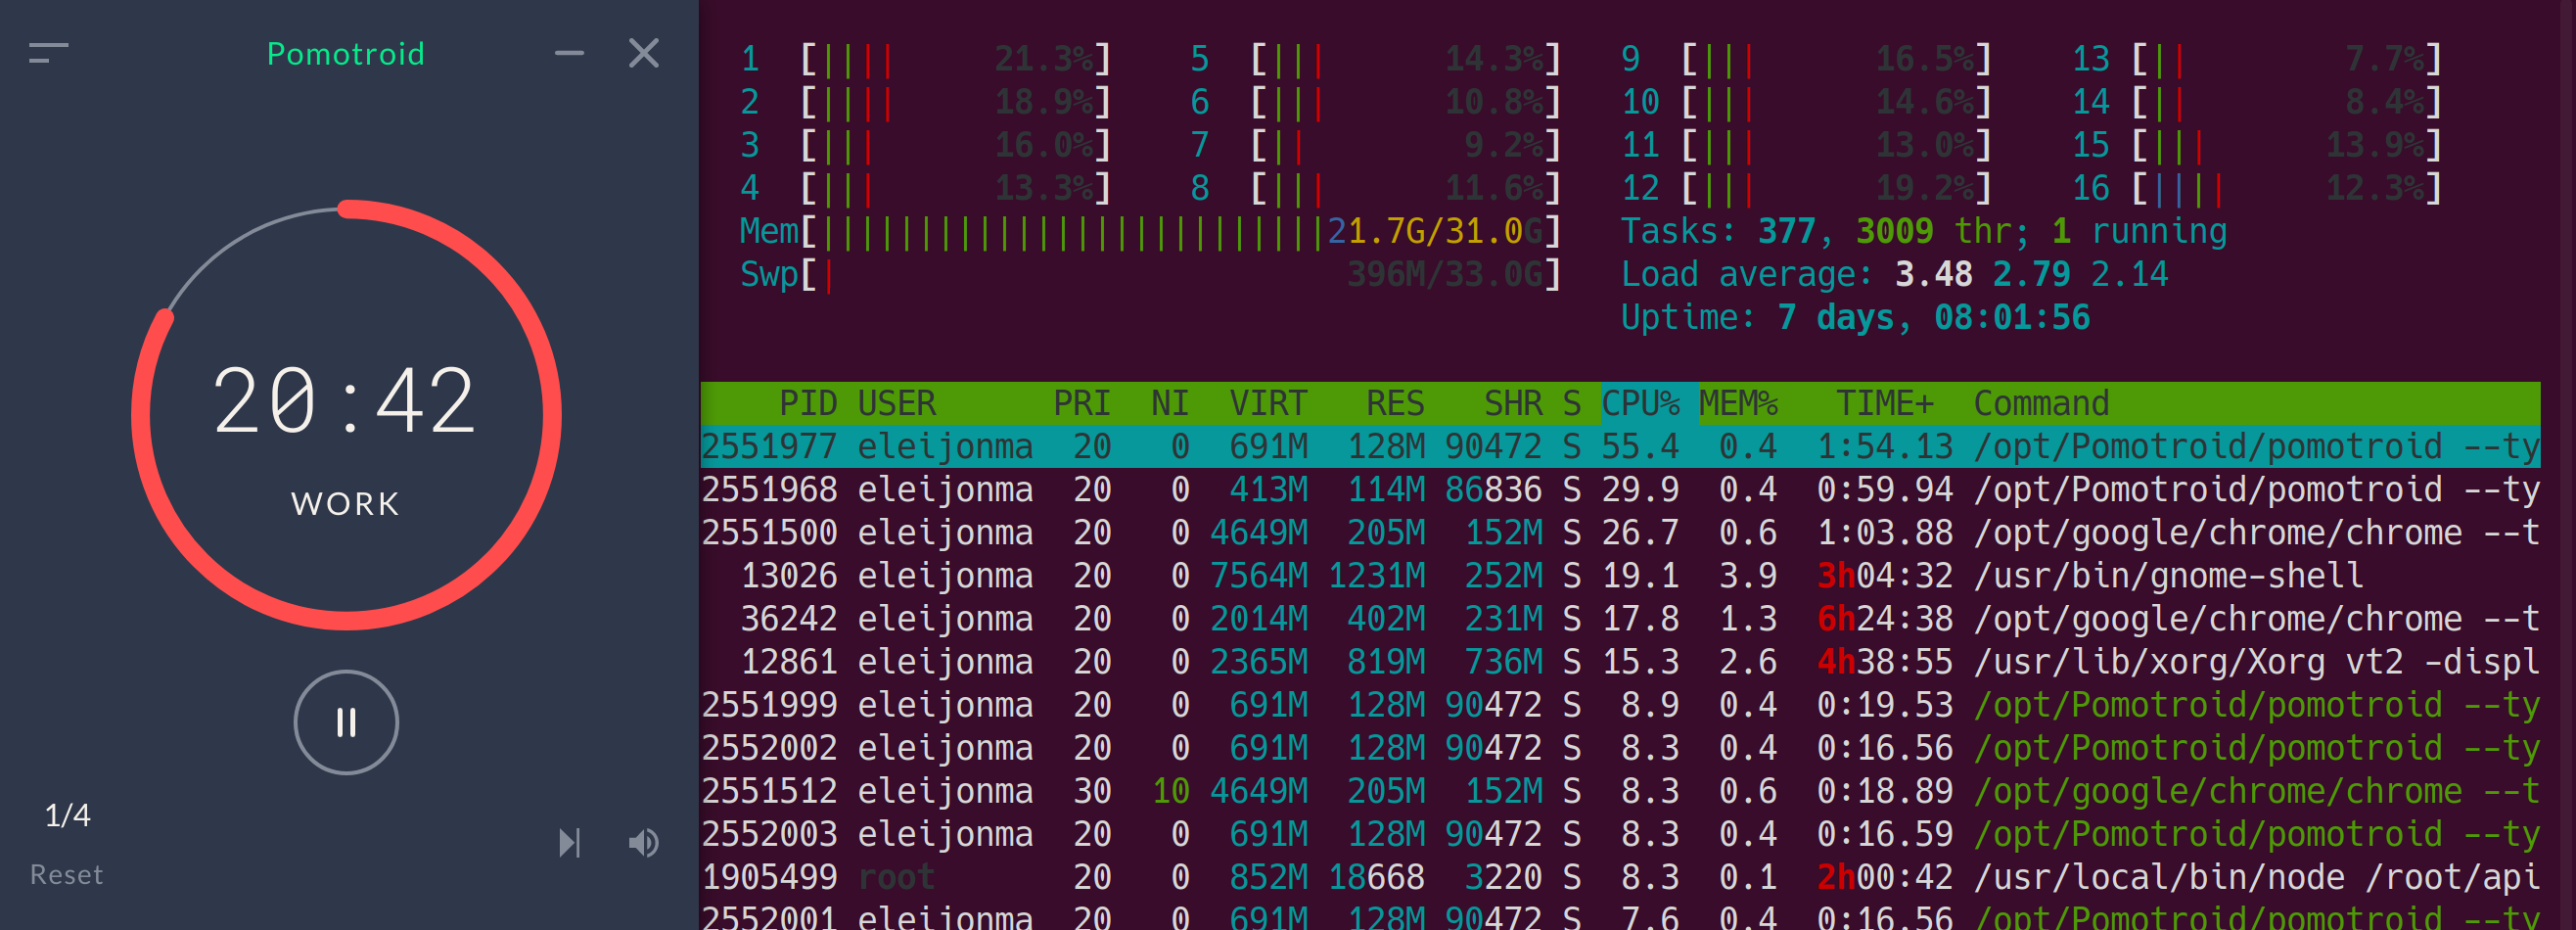 Pomotroid
20:42
WORK
1/4
Reset
1 [|||| 21.3%] 5 [||| 14.3%] 9 [||| 16.5%] 13 [|| 7.7%]
2 [|||| 18.9%] 6 [||| 10.8%] 10 [||| 14.6%] 14 [|| 8.4%]
3 [||| 16.0%] 7 [|| 9.2%] 11 [||| 13.0%] 15 [||| 13.9%]
4 [||| 13.3%] 8 [||| 11.6%] 12 [||| 19.2%] 16 [|||| 12.3%]
Mem[||||||||||||||||||||||||||21.7G/31.0G] Tasks: 377, 3009 thr; 1 running
Swp[| 396M/33.0G] Load average: 3.48 2.79 2.14
Uptime: 7 days, 08:01:56
PID USER PRI NI VIRT RES SHR S CPU% MEM% TIME+ Command
2551977 eleijonma 20 0 691M 128M 90472 S 55.4 0.4 1:54.13 /opt/Pomotroid/pomotroid --ty
2551968 eleijonma 20 0 413M 114M 86836 S 29.9 0.4 0:59.94 /opt/Pomotroid/pomotroid --ty
2551500 eleijonma 20 0 4649M 205M 152M S 26.7 0.6 1:03.88 /opt/google/chrome/chrome --t
13026 eleijonma 20 0 7564M 1231M 252M S 19.1 3.9 3h04:32 /usr/bin/gnome-shell
36242 eleijonma 20 0 2014M 402M 231M S 17.8 1.3 6h24:38 /opt/google/chrome/chrome --t
12861 eleijonma 20 0 2365M 819M 736M S 15.3 2.6 4h38:55 /usr/lib/xorg/Xorg vt2 -displ
2551999 eleijonma 20 0 691M 128M 90472 S 8.9 0.4 0:19.53 /opt/Pomotroid/pomotroid --ty
2552002 eleijonma 20 0 691M 128M 90472 S 8.3 0.4 0:16.56 /opt/Pomotroid/pomotroid --ty
2551512 eleijonma 30 10 4649M 205M 152M S 8.3 0.6 0:18.89 /opt/google/chrome/chrome --t
2552003 eleijonma 20 0 691M 128M 90472 S 8.3 0.4 0:16.59 /opt/Pomotroid/pomotroid --ty
1905499 root 20 0 852M 18668 3220 S 8.3 0.1 2h00:42 /usr/local/bin/node /root/api
2552001 eleijonma 20 0 691M 128M 90472 S 7.6 0.4 0:16.56 /opt/Pomotroid/pomotroid --ty